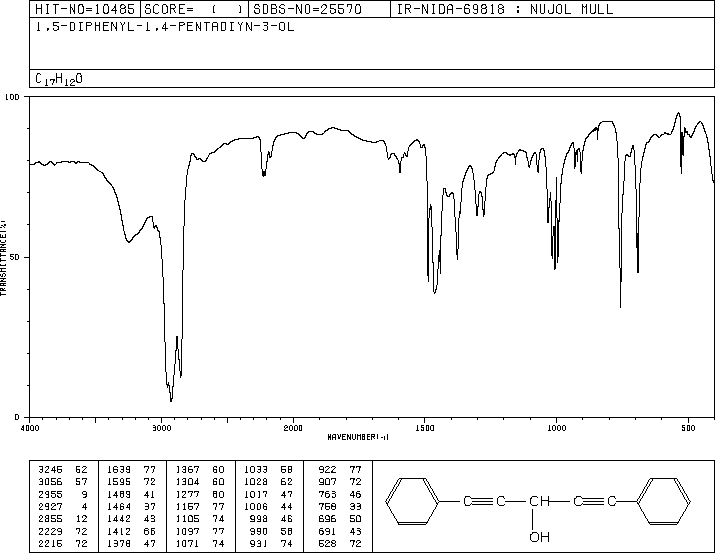 HIT-NO=10485 SCORE= ( ) SDBS-NO=25570 IR-NIDA-69818 : NUJOL MULL
1,5-DIPHENYL-1,4-PENTADIYN-3-OL
C17H12O
100
TRANSMITTANCE(%)
50
0
4000 3000 2000 1500 1000 500
WAVENUMBER(-1)
3245 52 1639 77 1367 60 1033 58 922 77
3056 57 1595 72 1304 60 1028 62 907 72
2955 9 1489 41 1277 60 1017 47 763 46
2927 4 1464 37 1157 77 1006 44 758 33
2855 12 1442 43 1105 74 998 46 696 50
2229 72 1412 66 1097 77 990 58 691 43
2215 72 1378 47 1071 74 931 74 528 72
C C CH C C
OH